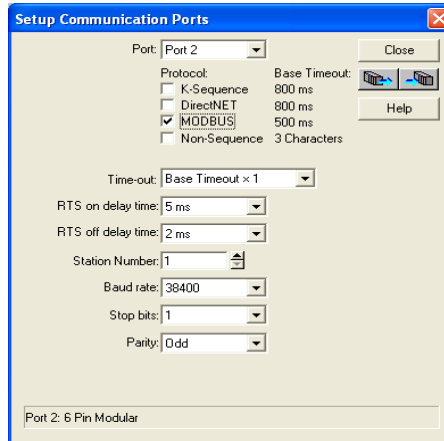 Setup Communication Ports
Port: Port 2 Close
Protocol: Base Timeout:
K-Sequence 800 ms
DirectNET 800 ms
MODBUS 500 ms Help
Non-Sequence 3 Characters
Time-out: Base Timeout × 1
RTS on delay time: 5 ms
RTS off delay time: 2 ms
Station Number: 1
Baud rate: 38400
Stop bits: 1
Parity: Odd
Port 2: 6 Pin Modular